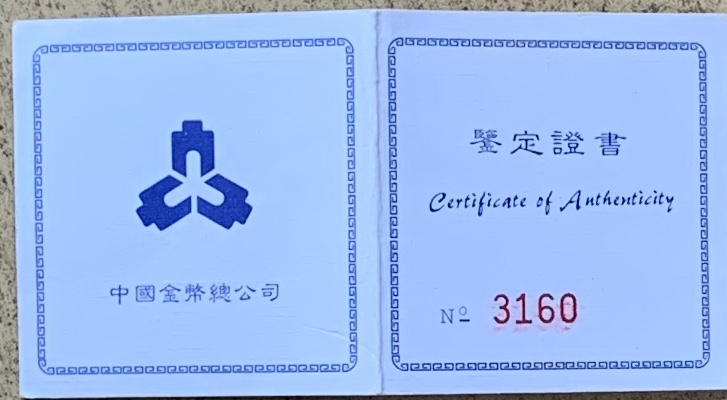 中國金幣總公司
鑒定證書
Certificate of Authenticity
Nº 3160